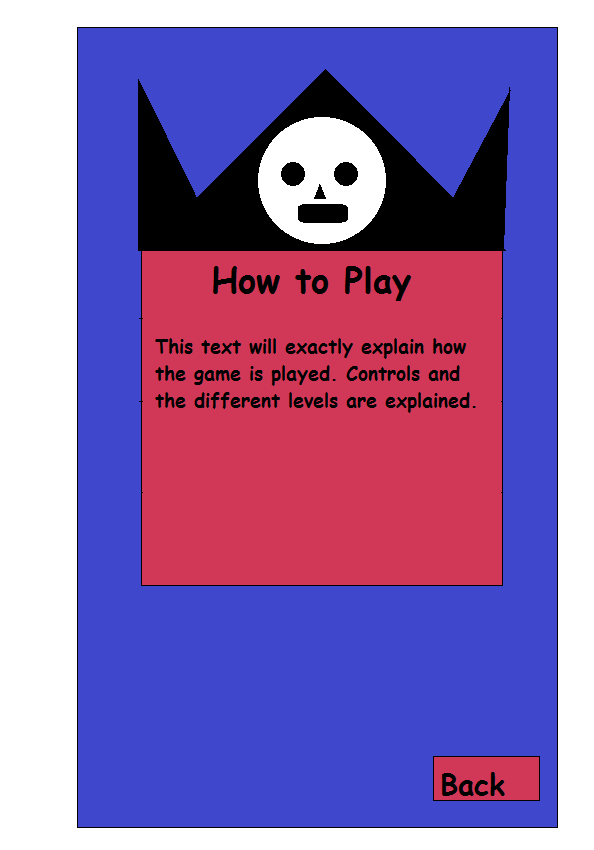 How to Play
This text will exactly explain how
the game is played. Controls and
the different levels are explained.
Back